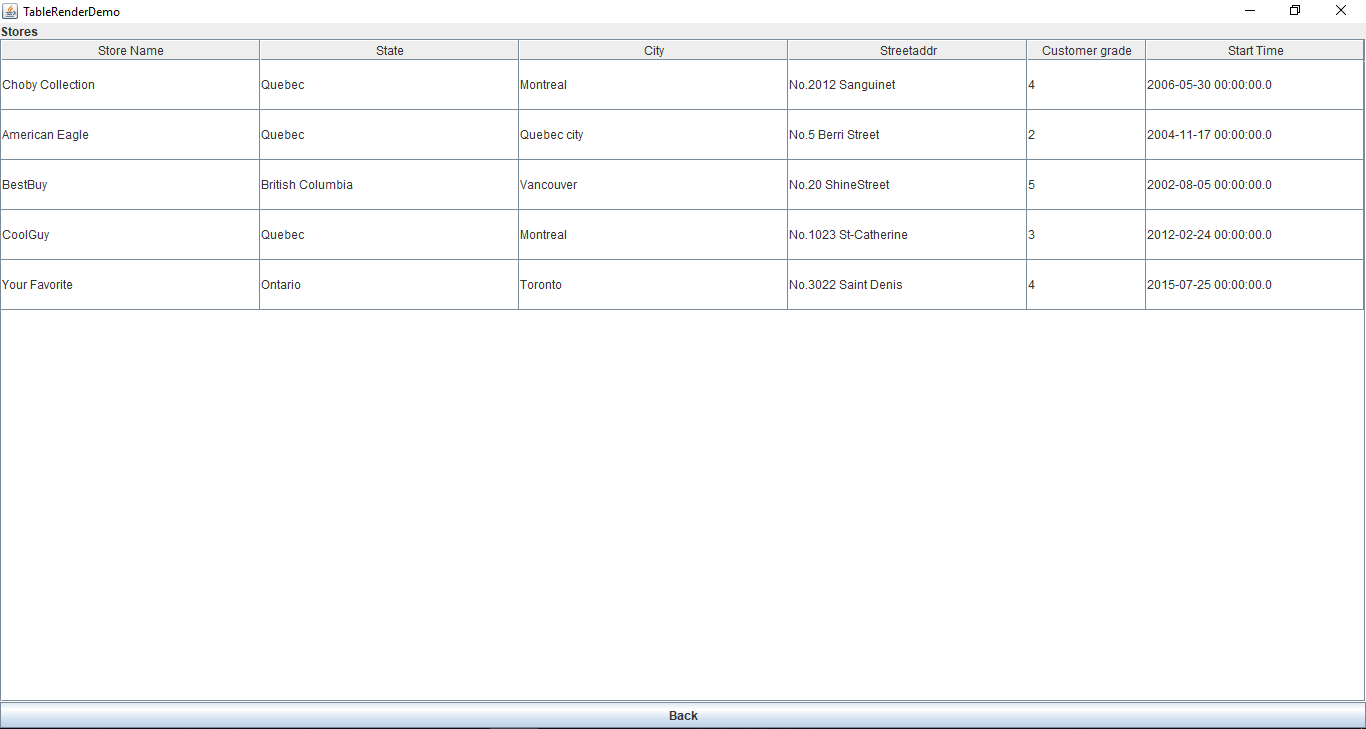 TableRenderDemo
Stores
Store Name State City Streetaddr Customer grade Start Time
Choby Collection Quebec Montreal No.2012 Sanguinet 4 2006-05-30 00:00:00.0
American Eagle Quebec Quebec city No.5 Berri Street 2 2004-11-17 00:00:00.0
BestBuy British Columbia Vancouver No.20 ShineStreet 5 2002-08-05 00:00:00.0
CoolGuy Quebec Montreal No.1023 St-Catherine 3 2012-02-24 00:00:00.0
Your Favorite Ontario Toronto No.3022 Saint Denis 4 2015-07-25 00:00:00.0
Back